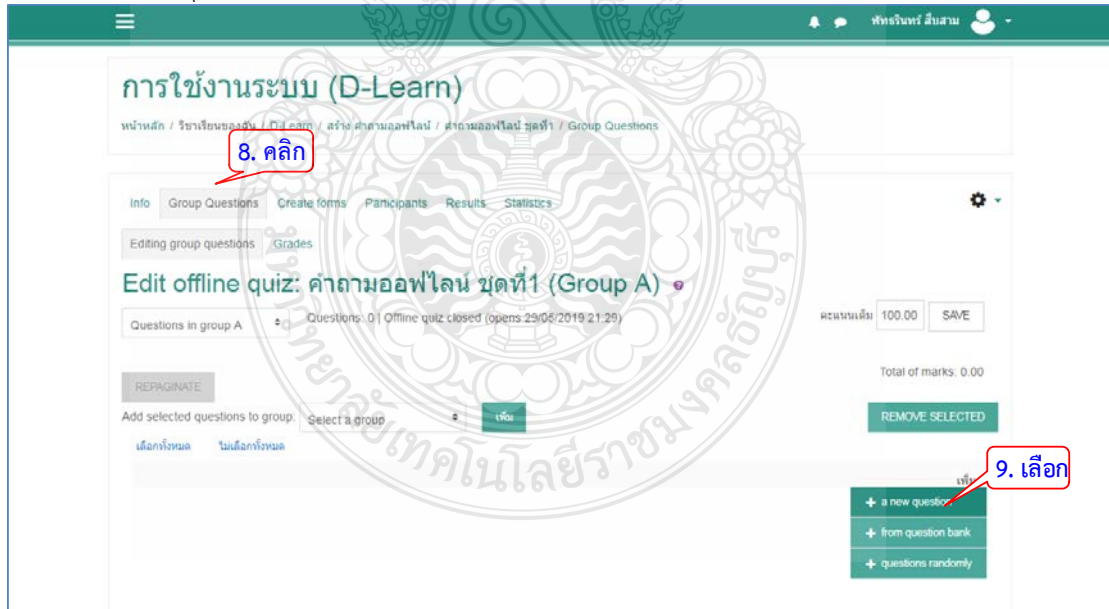 พัทธรินทร์ สืบสาม
การใช้งานระบบ (D-Learn)
หน้าหลัก / วิชาเรียนของฉัน / D-Learn / สร้าง คำถามออฟไลน์ / คำถามออฟไลน์ ชุดที่1 / Group Questions
8. คลิก
Info Group Questions Create forms Participants Results Statistics
Editing group questions Grades
Edit offline quiz: คำถามออฟไลน์ ชุดที่1 (Group A)
Questions in group A Questions: 0 | Offline quiz closed (opens 29/05/2019 21:29) คะแนนเต็ม 100.00 SAVE
Total of marks: 0.00
REPAGINATE
Add selected questions to group: Select a group เพิ่ม REMOVE SELECTED
เลือกทั้งหมด ไม่เลือกทั้งหมด
9. เลือก
เพิ่ม
+ a new question
+ from question bank
+ questions randomly